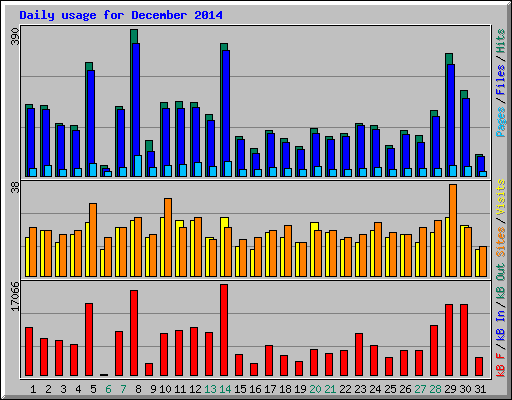 Daily usage for December 2014
390
Pages / Files / Hits
38
Sites / Visits
17066
kB F / kB In / kB Out
1 2 3 4 5 6 7 8 9 10 11 12 13 14 15 16 17 18 19 20 21 22 23 24 25 26 27 28 29 30 31